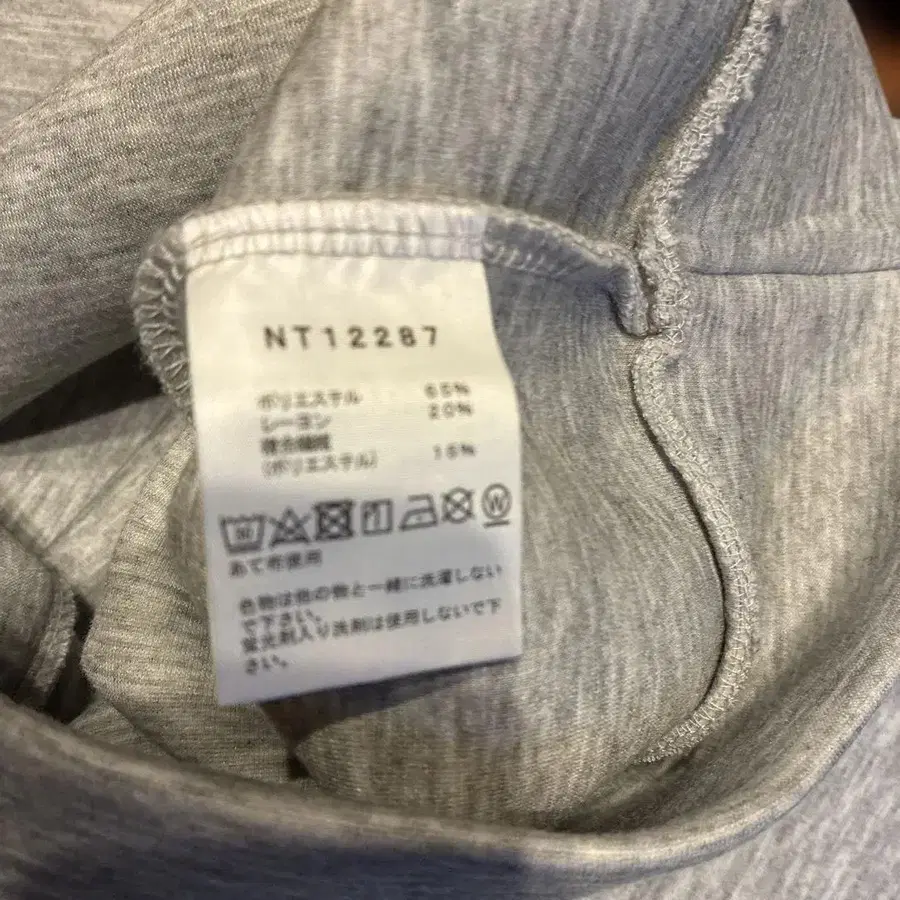 NT12287
ポリエステル 65%
レーヨン 20%
複合繊維
(ポリエステル) 15%
30
W
あて布使用
色物は他の物と一緒に洗濯しない
で下さい。
蛍光剤入り洗剤は使用しないで下
さい。